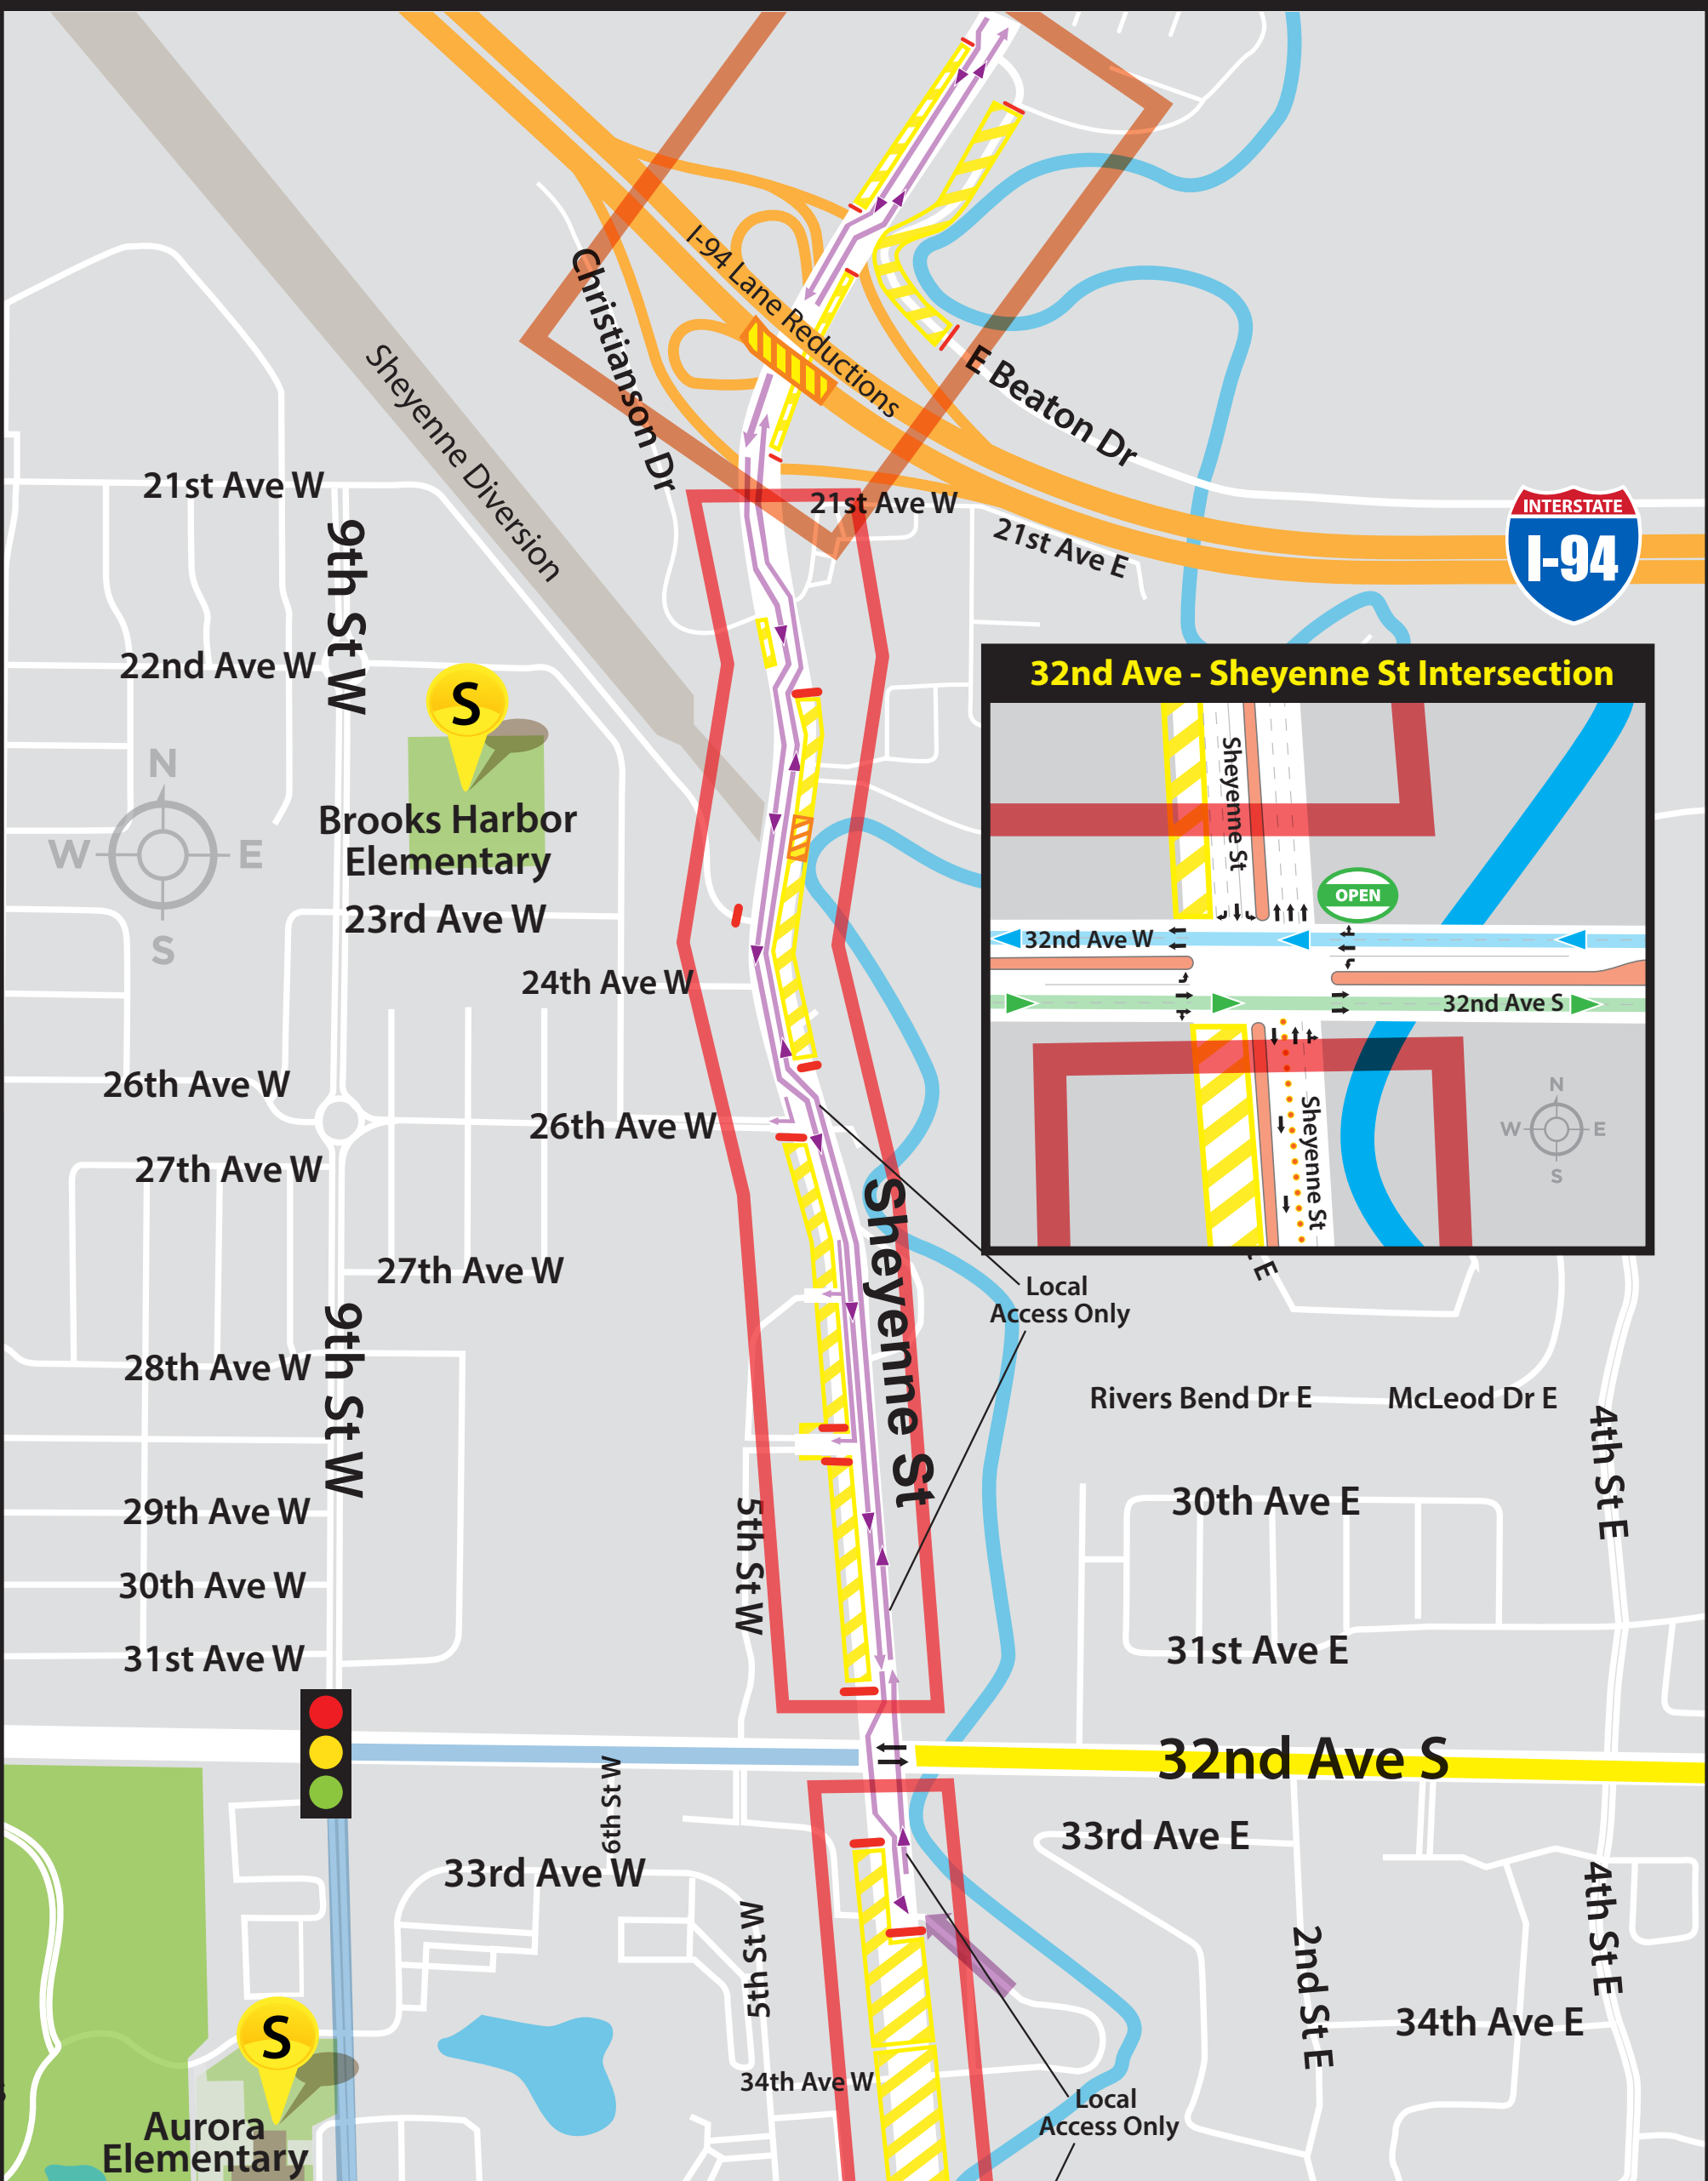 I-94 Lane Reductions
Christianson Dr
Sheyenne Diversion
E Beaton Dr
21st Ave W
21st Ave W
21st Ave E
INTERSTATE
I-94
9th St W
22nd Ave W
S
Brooks Harbor
Elementary
N
W
E
S
23rd Ave W
24th Ave W
26th Ave W
26th Ave W
27th Ave W
27th Ave W
32nd Ave - Sheyenne St Intersection
Sheyenne St
OPEN
32nd Ave W
32nd Ave S
Sheyenne St
N
W
E
S
E
Sheyenne St
Local
Access Only
9th St W
28th Ave W
Rivers Bend Dr E
McLeod Dr E
4th St E
29th Ave W
5th St W
30th Ave E
30th Ave W
31st Ave W
31st Ave E
32nd Ave S
6th St W
33rd Ave E
33rd Ave W
4th St E
5th St W
2nd St E
34th Ave E
34th Ave W
Local
Access Only
S
Aurora
Elementary